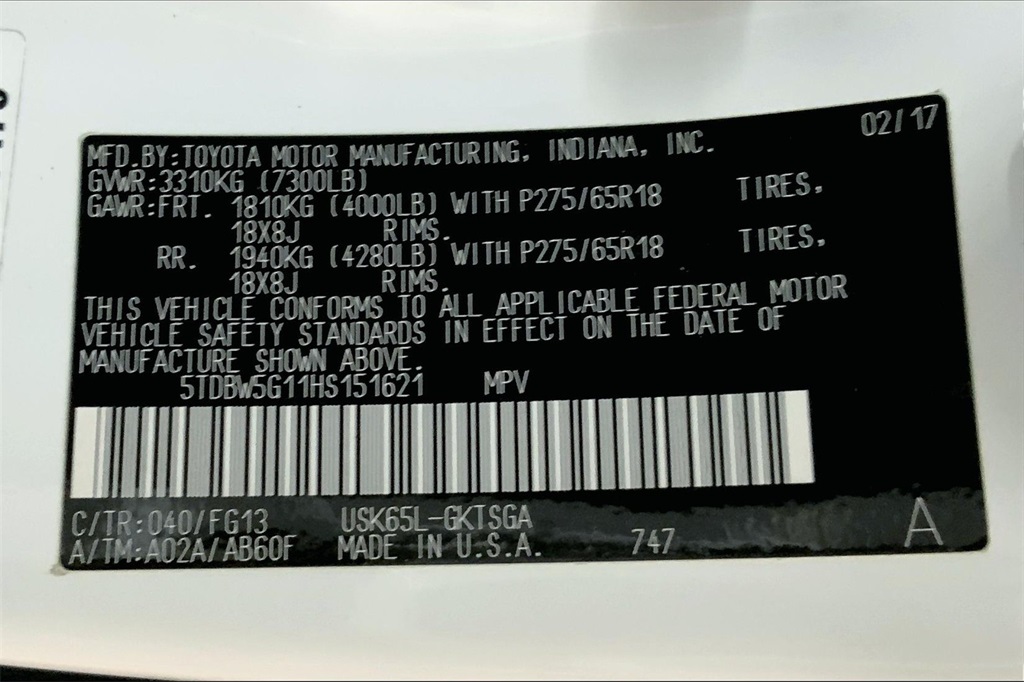 02/17
MFD.BY:TOYOTA MOTOR MANUFACTURING, INDIANA, INC.
GVWR:3310KG (7300LB)
GAWR:FRT. 1810KG (4000LB) WITH P275/65R18 TIRES,
18X8J RIMS.
RR. 1940KG (4280LB) WITH P275/65R18 TIRES,
18X8J RIMS.
THIS VEHICLE CONFORMS TO ALL APPLICABLE FEDERAL MOTOR
VEHICLE SAFETY STANDARDS IN EFFECT ON THE DATE OF
MANUFACTURE SHOWN ABOVE.
5TDBW5G11HS151621 MPV
C/TR:040/FG13 USK65L-GKTSGA
A/TM:A02A/AB60F MADE IN U.S.A. 747 A